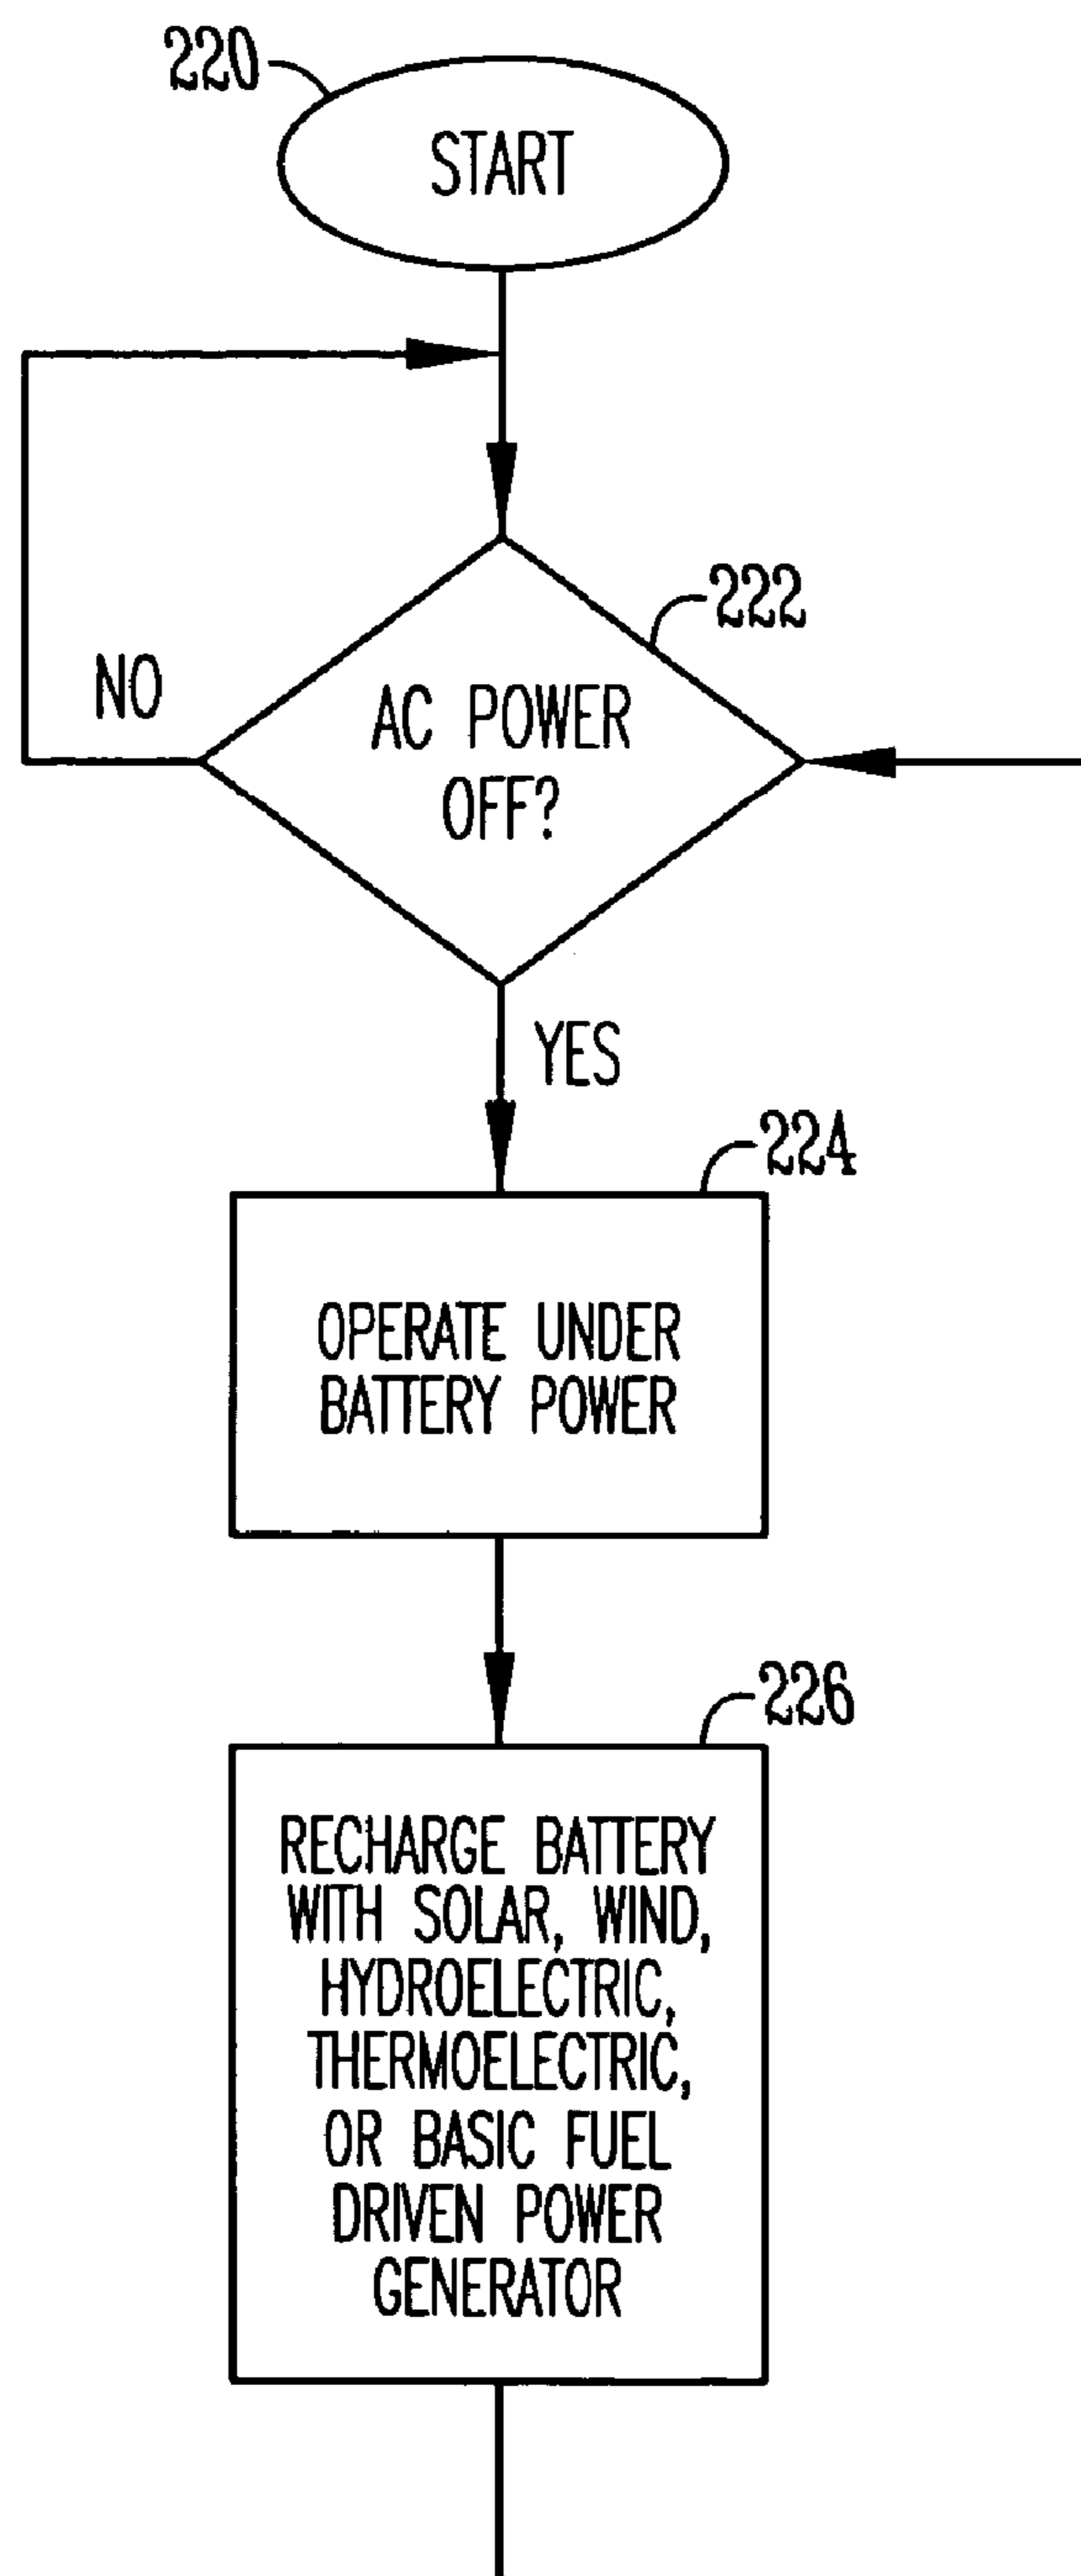 220
START
222
NO
AC POWER
OFF?
YES
224
OPERATE UNDER
BATTERY POWER
226
RECHARGE BATTERY
WITH SOLAR, WIND,
HYDROELECTRIC,
THERMOELECTRIC,
OR BASIC FUEL
DRIVEN POWER
GENERATOR